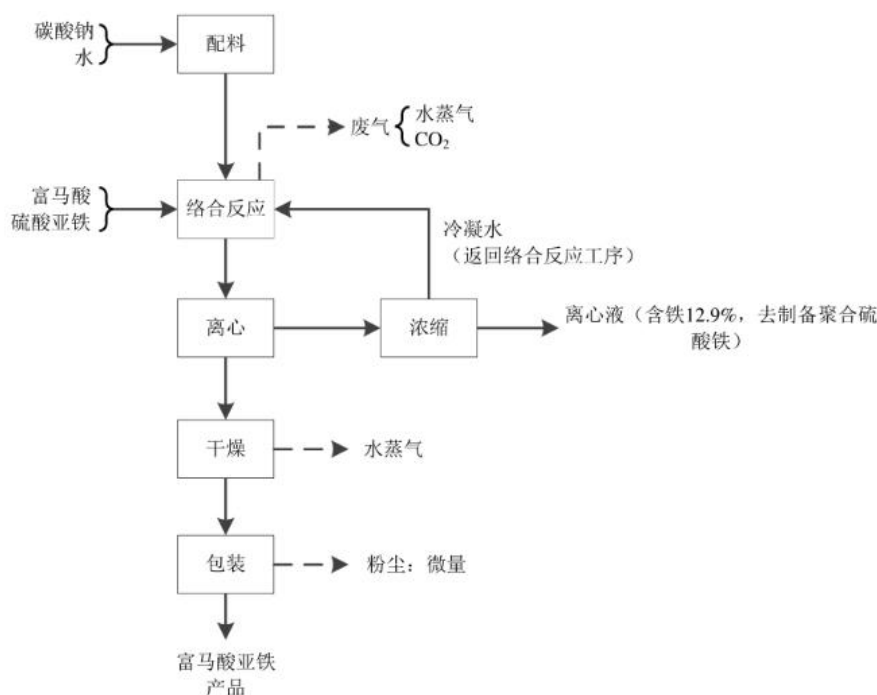 碳酸钠
水
配料
废气
水蒸气
CO₂
富马酸
硫酸亚铁
络合反应
冷凝水
（返回络合反应工序）
离心
浓缩
离心液（含铁12.9%，去制备聚合硫
酸铁）
干燥
水蒸气
包装
粉尘：微量
富马酸亚铁
产品